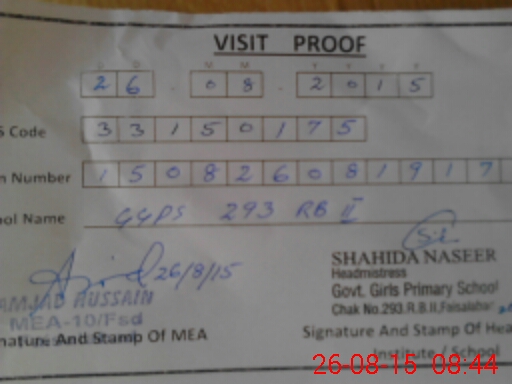 VISIT PROOF
D D M M Y Y Y Y
26 . 08 . 2015
S Code 33150175
n Number 150826081917
ool Name GGPS 293 RB II
26/8/15
SHAHIDA NASEER
Headmistress
Govt. Girls Primary School
Chak No.293.R.B.II,Faisalabad
AMJAD HUSSAIN
MEA-10/Fsd
nature And Stamp Of MEA
Signature And Stamp Of Hea
Institute / School
26-08-15 08:44